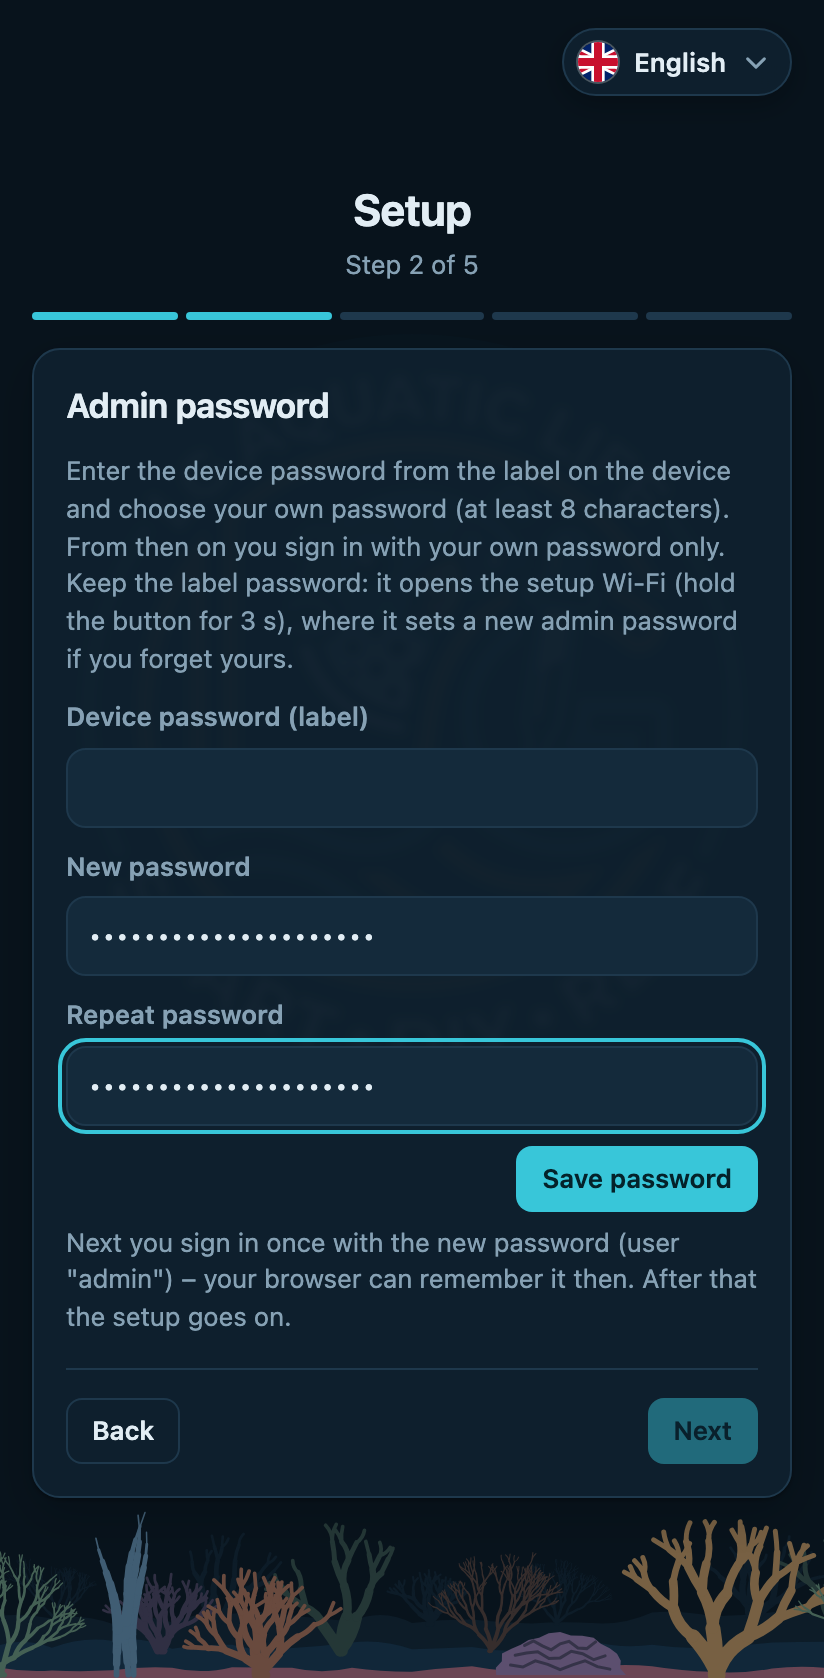 English
Setup
Step 2 of 5
Admin password
Enter the device password from the label on the device
and choose your own password (at least 8 characters).
From then on you sign in with your own password only.
Keep the label password: it opens the setup Wi-Fi (hold
the button for 3 s), where it sets a new admin password
if you forget yours.
Device password (label)
New password
•••••••••••••••••••••
Repeat password
•••••••••••••••••••••
Save password
Next you sign in once with the new password (user
"admin") – your browser can remember it then. After that
the setup goes on.
Back
Next